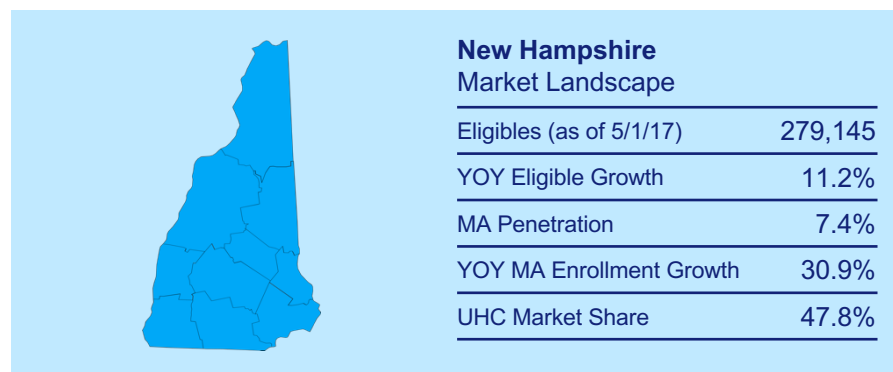 New Hampshire
Market Landscape
Eligibles (as of 5/1/17) 279,145
YOY Eligible Growth 11.2%
MA Penetration 7.4%
YOY MA Enrollment Growth 30.9%
UHC Market Share 47.8%